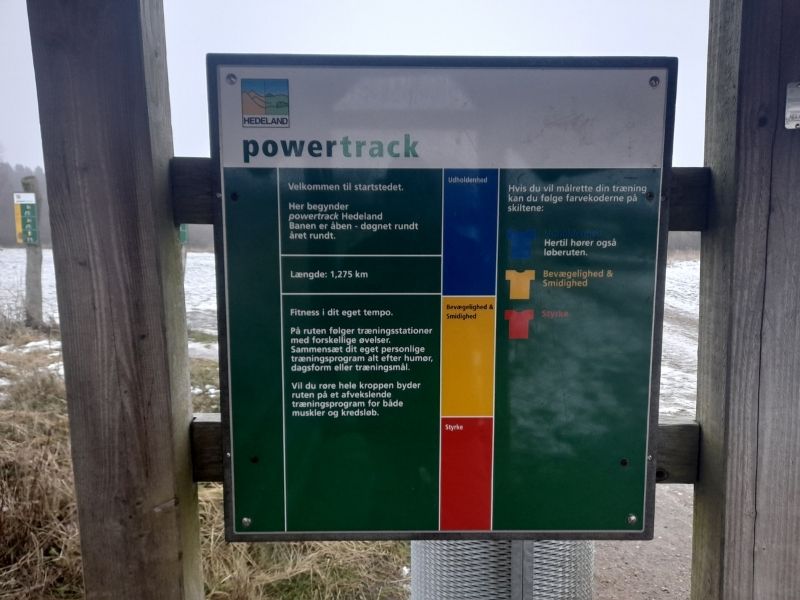 HEDELAND
powertrack
Velkommen til startstedet.
Her begynder
powertrack Hedeland
Banen er åben - døgnet rundt
året rundt.
Længde: 1,275 km
Fitness i dit eget tempo.
På ruten følger træningsstationer
med forskellige øvelser.
Sammensæt dit eget personlige
træningsprogram alt efter humør,
dagsform eller træningsmål.
Vil du røre hele kroppen byder
ruten på et afvekslende
træningsprogram for både
muskler og kredsløb.
Udholdenhed
Bevægelighed &
Smidighed
Styrke
Hvis du vil målrette din træning
kan du følge farvekoderne på
skiltene:
Hertil hører også
løberuten.
Bevægelighed &
Smidighed
Styrke